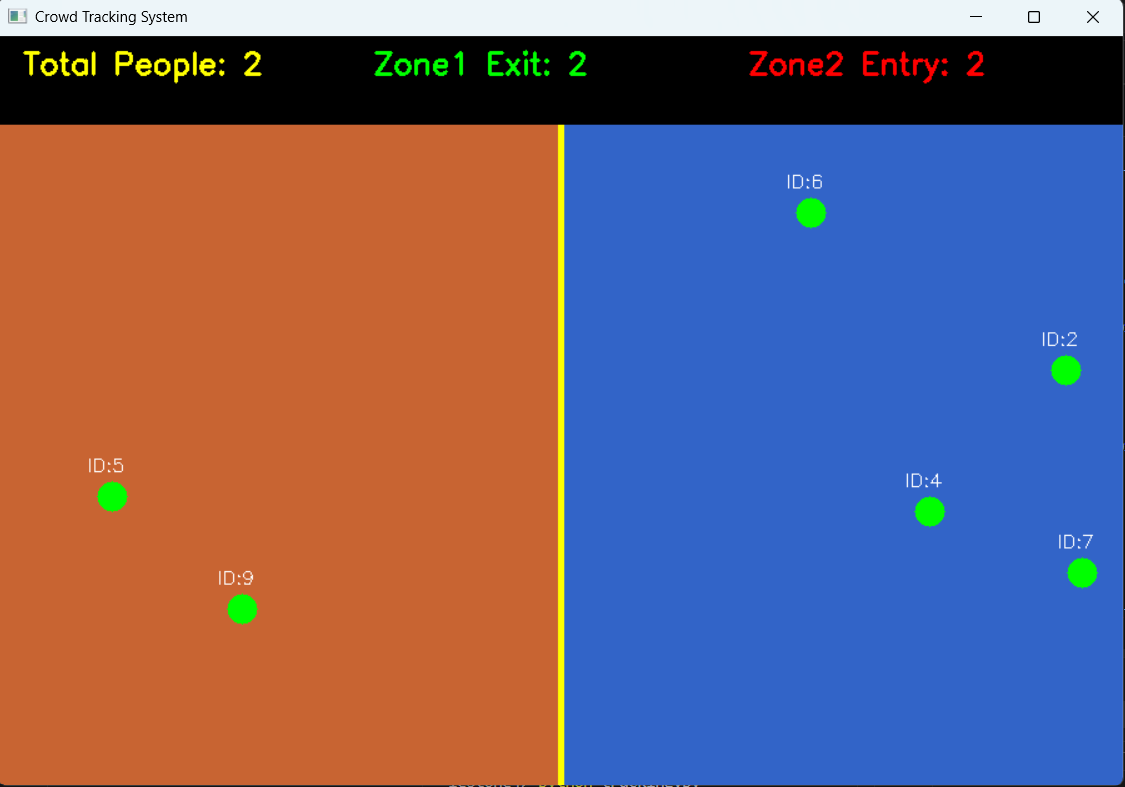 Crowd Tracking System
Total People: 2 Zone1 Exit: 2 Zone2 Entry: 2
ID:6
ID:2
ID:5
ID:4
ID:7
ID:9